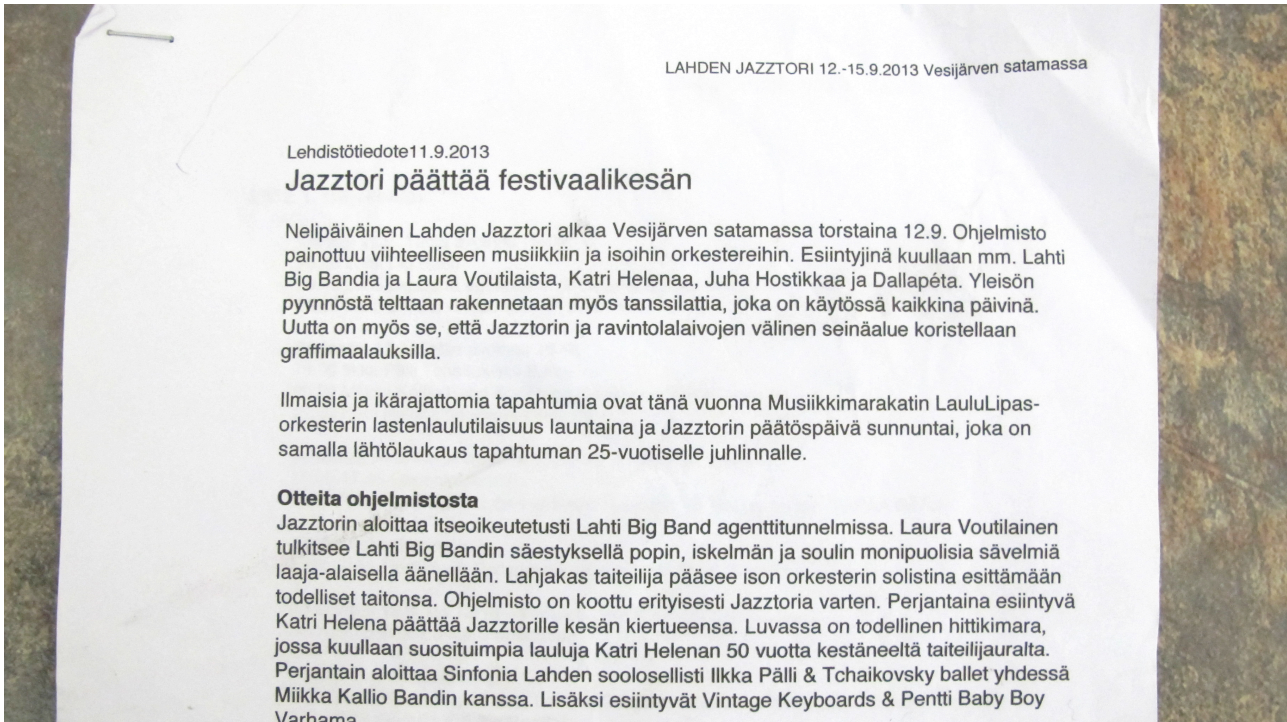 LAHDEN JAZZTORI 12.-15.9.2013 Vesijärven satamassa
Lehdistötiedote11.9.2013
Jazztori päättää festivaalikesän
Nelipäiväinen Lahden Jazztori alkaa Vesijärven satamassa torstaina 12.9. Ohjelmisto
painottuu viihteelliseen musiikkiin ja isoihin orkestereihin. Esiintyjinä kuullaan mm. Lahti
Big Bandia ja Laura Voutilaista, Katri Helenaa, Juha Hostikkaa ja Dallapéta. Yleisön
pyynnöstä telttaan rakennetaan myös tanssilattia, joka on käytössä kaikkina päivinä.
Uutta on myös se, että Jazztorin ja ravintolalaivojen välinen seinäalue koristellaan
graffimaalauksilla.
Ilmaisia ja ikärajattomia tapahtumia ovat tänä vuonna Musiikkimarakatin LauluLipas-
orkesterin lastenlaulutilaisuus launtaina ja Jazztorin päätöspäivä sunnuntai, joka on
samalla lähtölaukaus tapahtuman 25-vuotiselle juhlinnalle.
Otteita ohjelmistosta
Jazztorin aloittaa itseoikeutetusti Lahti Big Band agenttitunnelmissa. Laura Voutilainen
tulkitsee Lahti Big Bandin säestyksellä popin, iskelmän ja soulin monipuolisia sävelmiä
laaja-alaisella äänellään. Lahjakas taiteilija pääsee ison orkesterin solistina esittämään
todelliset taitonsa. Ohjelmisto on koottu erityisesti Jazztoria varten. Perjantaina esiintyvä
Katri Helena päättää Jazztorille kesän kiertueensa. Luvassa on todellinen hittikimara,
jossa kuullaan suosituimpia lauluja Katri Helenan 50 vuotta kestäneeltä taiteilijauralta.
Perjantain aloittaa Sinfonia Lahden soolosellisti Ilkka Pälli & Tchaikovsky ballet yhdessä
Miikka Kallio Bandin kanssa. Lisäksi esiintyvät Vintage Keyboards & Pentti Baby Boy
Varhama